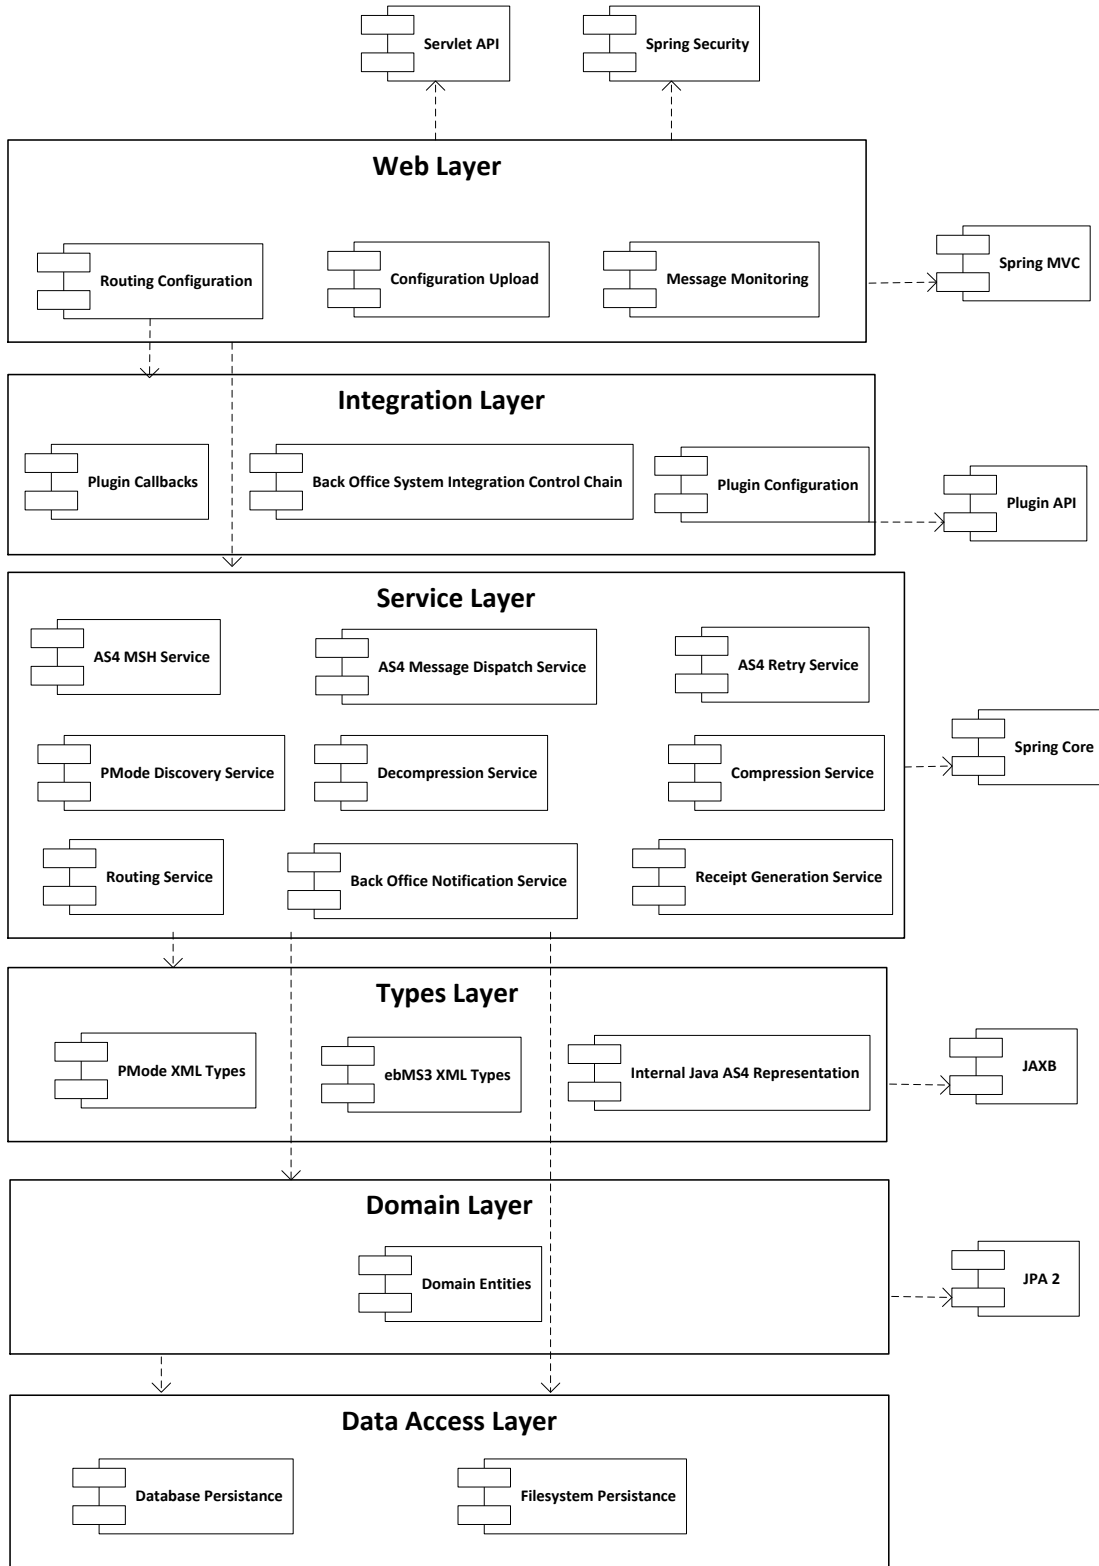 Servlet API
Spring Security
Web Layer
Routing Configuration
Configuration Upload
Message Monitoring
Spring MVC
Integration Layer
Plugin Callbacks
Back Office System Integration Control Chain
Plugin Configuration
Plugin API
Service Layer
AS4 MSH Service
AS4 Message Dispatch Service
AS4 Retry Service
PMode Discovery Service
Decompression Service
Compression Service
Spring Core
Routing Service
Back Office Notification Service
Receipt Generation Service
Types Layer
PMode XML Types
ebMS3 XML Types
Internal Java AS4 Representation
JAXB
Domain Layer
Domain Entities
JPA 2
Data Access Layer
Database Persistance
Filesystem Persistance